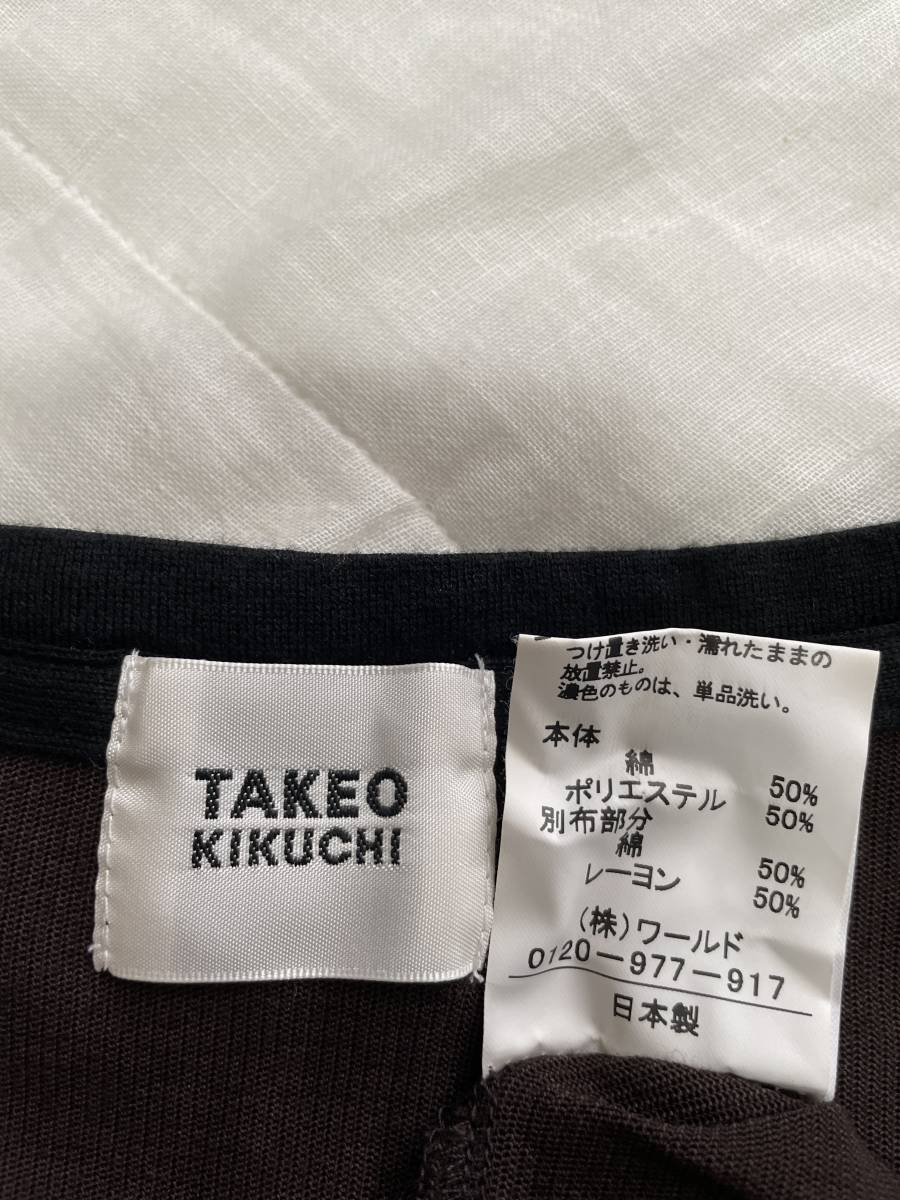 TAKEO
KIKUCHI
つけ置き洗い・濡れたままの
放置禁止。
濃色のものは、単品洗い。
本体
綿 50%
ポリエステル 50%
別布部分
綿 50%
レーヨン 50%
(株)ワールド
0120-977-917
日本製